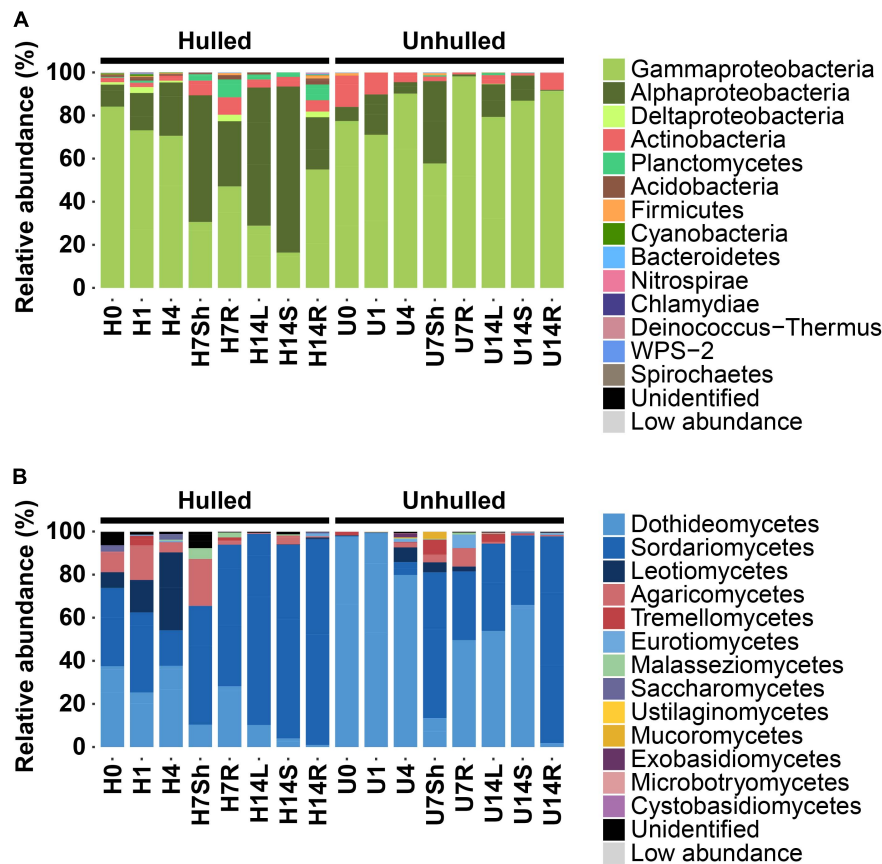 A
Hulled
Unhulled
Relative abundance (%)
100
80
60
40
20
0
H0
H1
H4
H7Sh
H7R
H14L
H14S
H14R
U0
U1
U4
U7Sh
U7R
U14L
U14S
U14R
Gammaproteobacteria
Alphaproteobacteria
Deltaproteobacteria
Actinobacteria
Planctomycetes
Acidobacteria
Firmicutes
Cyanobacteria
Bacteroidetes
Nitrospirae
Chlamydiae
Deinococcus−Thermus
WPS−2
Spirochaetes
Unidentified
Low abundance
B
Hulled
Unhulled
Relative abundance (%)
100
80
60
40
20
0
H0
H1
H4
H7Sh
H7R
H14L
H14S
H14R
U0
U1
U4
U7Sh
U7R
U14L
U14S
U14R
Dothideomycetes
Sordariomycetes
Leotiomycetes
Agaricomycetes
Tremellomycetes
Eurotiomycetes
Malasseziomycetes
Saccharomycetes
Ustilaginomycetes
Mucoromycetes
Exobasidiomycetes
Microbotryomycetes
Cystobasidiomycetes
Unidentified
Low abundance